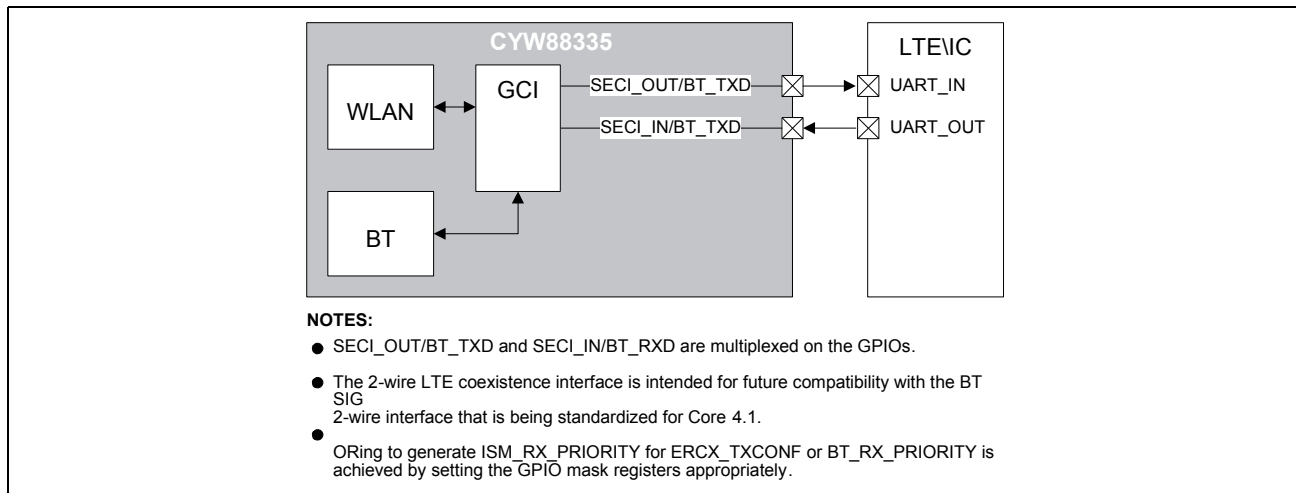 CYW88335
LTE\IC
WLAN
GCI
SECI_OUT/BT_TXD
UART_IN
SECI_IN/BT_TXD
UART_OUT
BT
NOTES:
● SECI_OUT/BT_TXD and SECI_IN/BT_RXD are multiplexed on the GPIOs.
● The 2-wire LTE coexistence interface is intended for future compatibility with the BT
SIG
2-wire interface that is being standardized for Core 4.1.
●
ORing to generate ISM_RX_PRIORITY for ERCX_TXCONF or BT_RX_PRIORITY is
achieved by setting the GPIO mask registers appropriately.